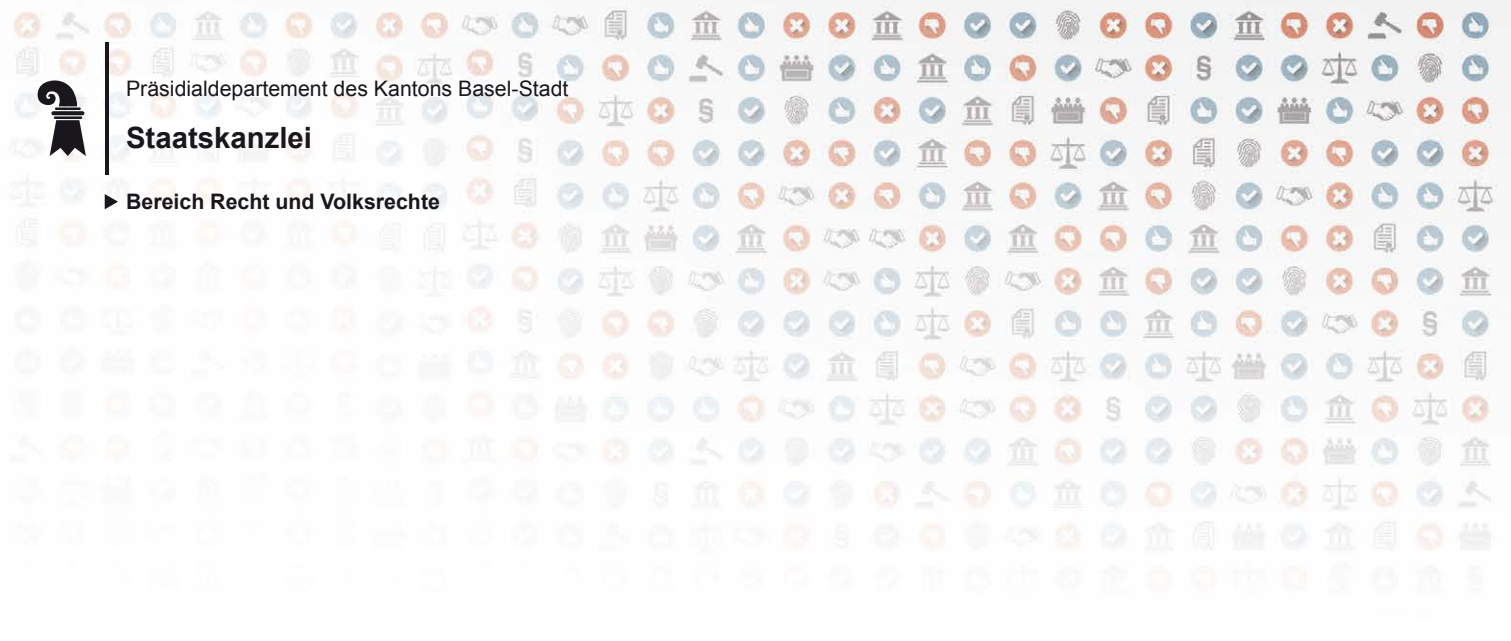 Präsidialdepartement des Kantons Basel-Stadt
Staatskanzlei
▶ Bereich Recht und Volksrechte